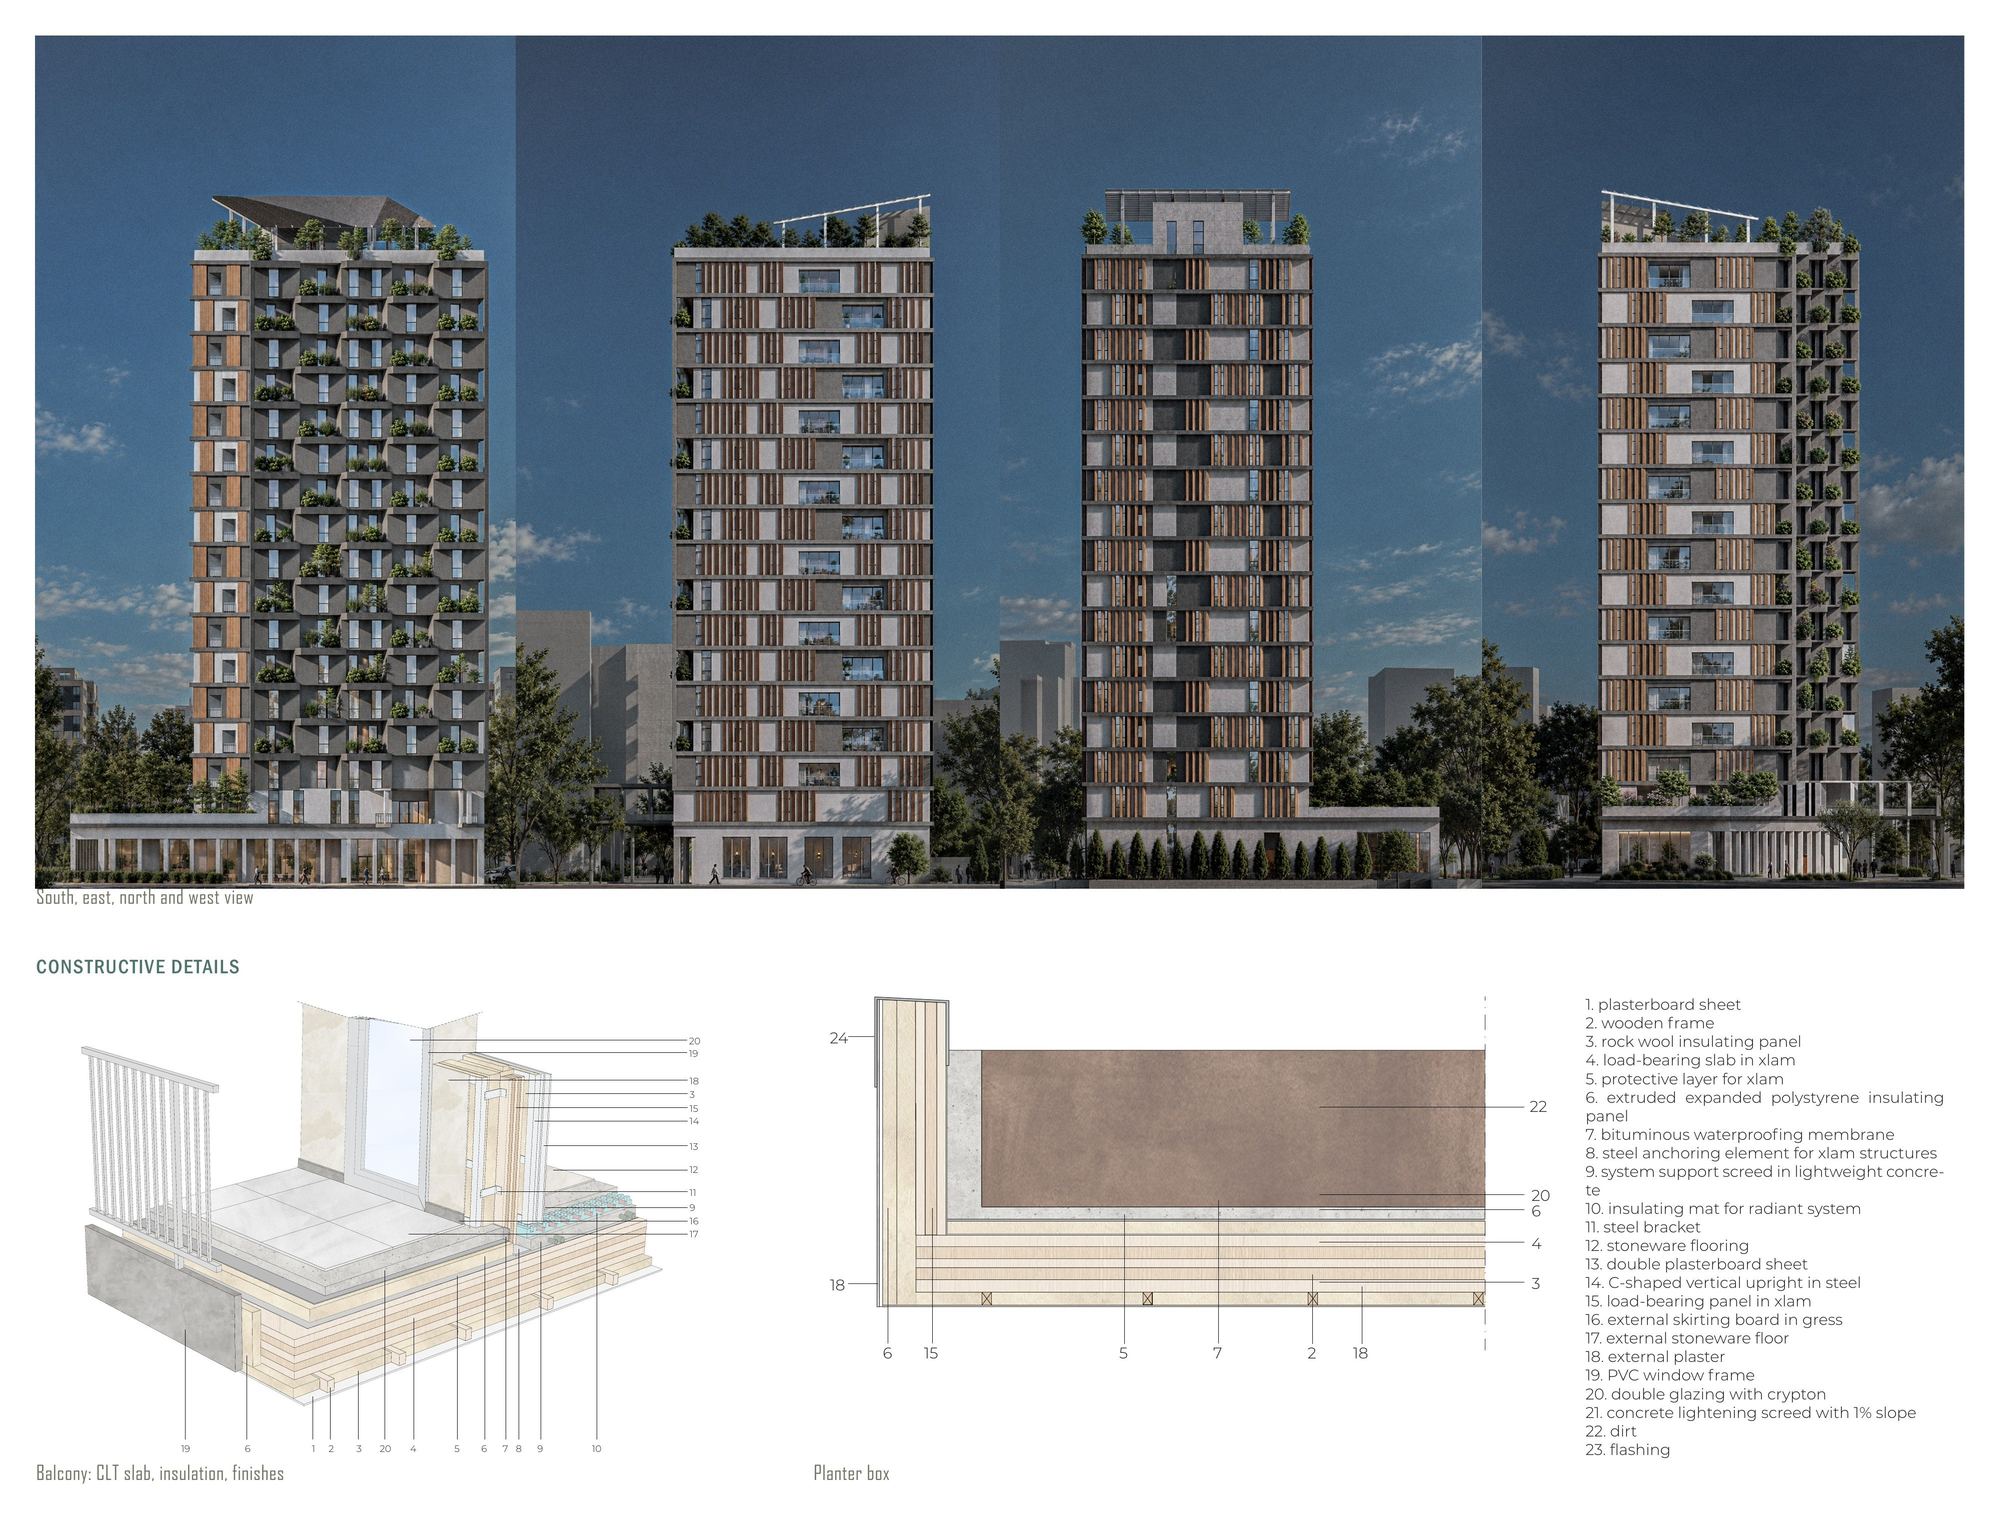 South, east, north and west view
CONSTRUCTIVE DETAILS
20
19
18
3
15
14
13
12
11
9
16
17
19
6
1
2
3
20
4
5
6
7
8
9
10
Balcony: CLT slab, insulation, finishes
24
18
22
20
6
4
3
6
15
5
7
2
18
Planter box
1. plasterboard sheet
2. wooden frame
3. rock wool insulating panel
4. load-bearing slab in xlam
5. protective layer for xlam
6. extruded expanded polystyrene insulating
panel
7. bituminous waterproofing membrane
8. steel anchoring element for xlam structures
9. system support screed in lightweight concre-
te
10. insulating mat for radiant system
11. steel bracket
12. stoneware flooring
13. double plasterboard sheet
14. C-shaped vertical upright in steel
15. load-bearing panel in xlam
16. external skirting board in gress
17. external stoneware floor
18. external plaster
19. PVC window frame
20. double glazing with crypton
21. concrete lightening screed with 1% slope
22. dirt
23. flashing